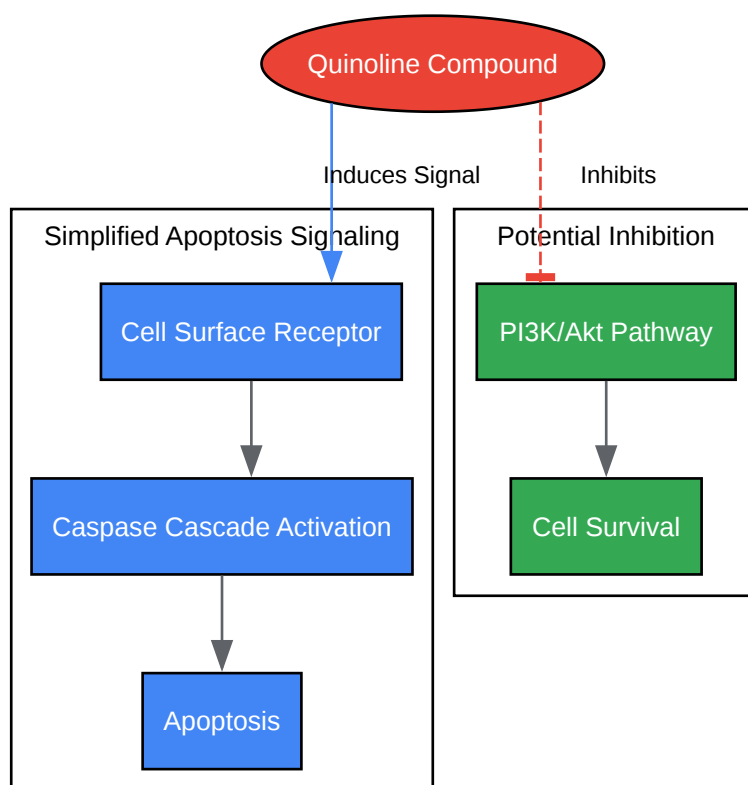 Quinoline Compound
Induces Signal
Inhibits
Simplified Apoptosis Signaling
Potential Inhibition
Cell Surface Receptor
PI3K/Akt Pathway
Caspase Cascade Activation
Cell Survival
Apoptosis